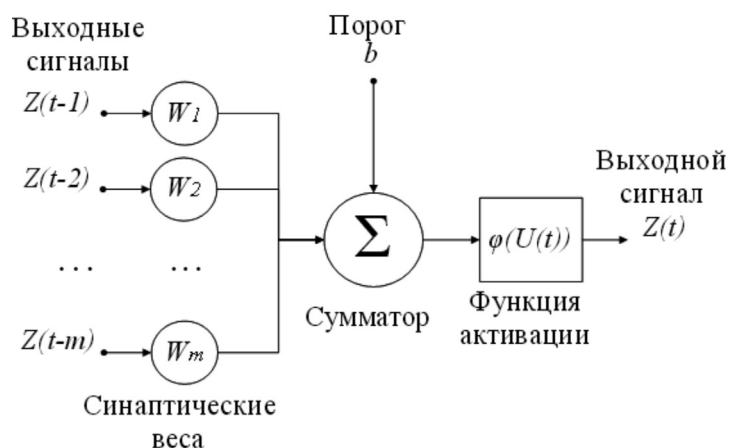 Выходные
сигналы
Z(t-1)
W1
Z(t-2)
W2
... ...
Z(t-m)
Wm
Синаптические
веса
Порог
b
Σ
Сумматор
φ(U(t))
Функция
активации
Выходной
сигнал
Z(t)